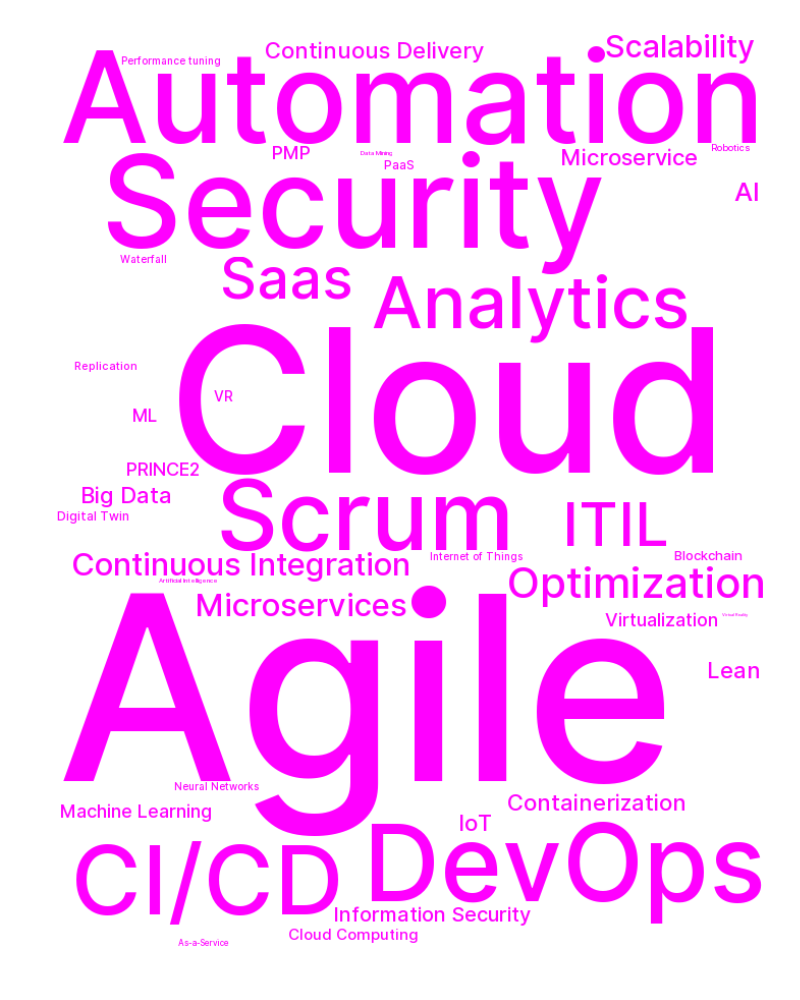 Scalability
Continuous Delivery
Performance tuning
Automation
PMP
Data Mining
PaaS
Microservice
Robotics
Security
AI
Waterfall
Saas
Analytics
Cloud
Replication
VR
ML
PRINCE2
Big Data
Digital Twin
Scrum
ITIL
Continuous Integration
Internet of Things
Blockchain
Artificial Intelligence
Optimization
Microservices
Virtualization
Virtual Reality
Agile
Lean
Neural Networks
Machine Learning
Containerization
IoT
CI/CD
DevOps
Information Security
Cloud Computing
As-a-Service